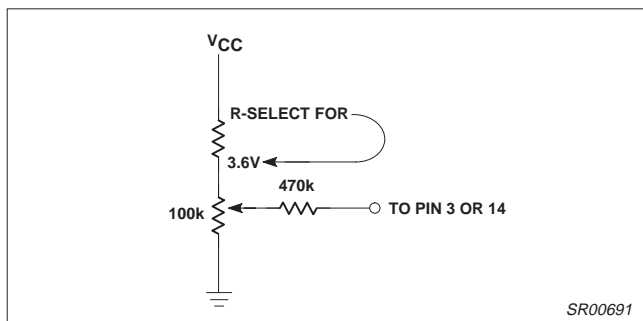 VCC
R-SELECT FOR
3.6V
470k
100k
TO PIN 3 OR 14
SR00691